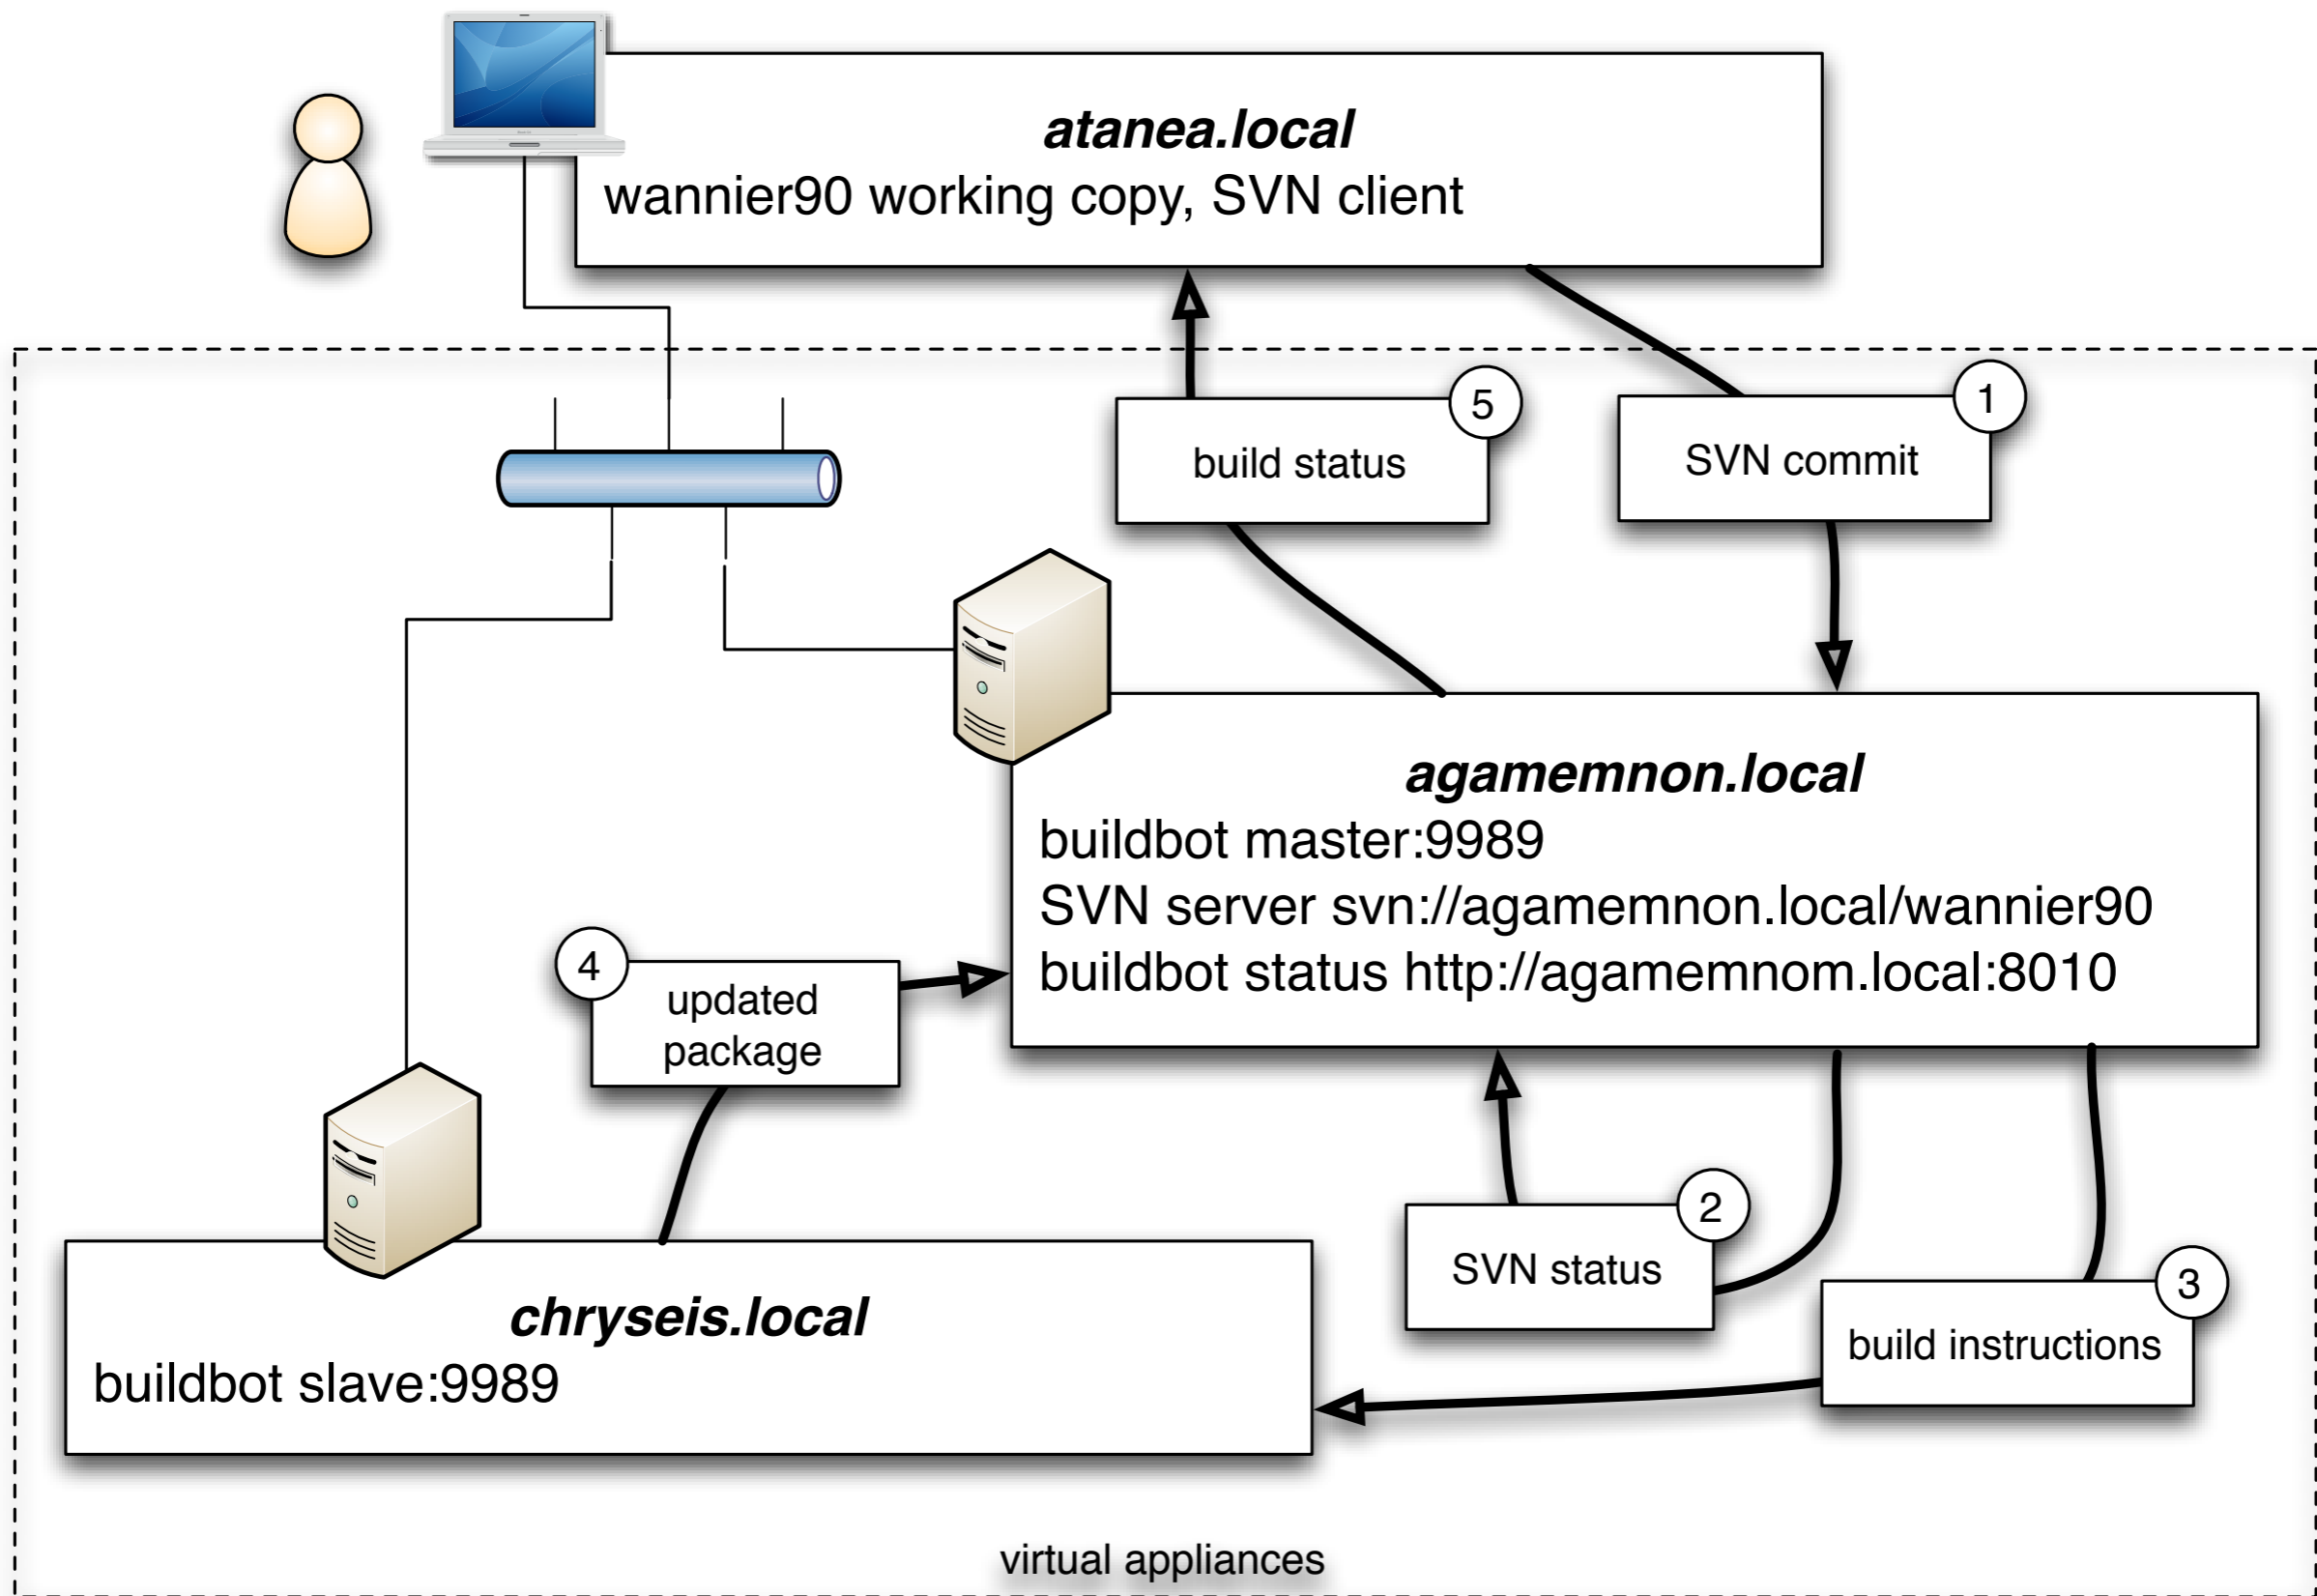 atanea.local
wannier90 working copy, SVN client
5
build status
1
SVN commit
agamemnon.local
buildbot master:9989
SVN server svn://agamemnon.local/wannier90
buildbot status http://agamemnom.local:8010
4
updated
package
2
SVN status
3
build instructions
chryseis.local
buildbot slave:9989
virtual appliances